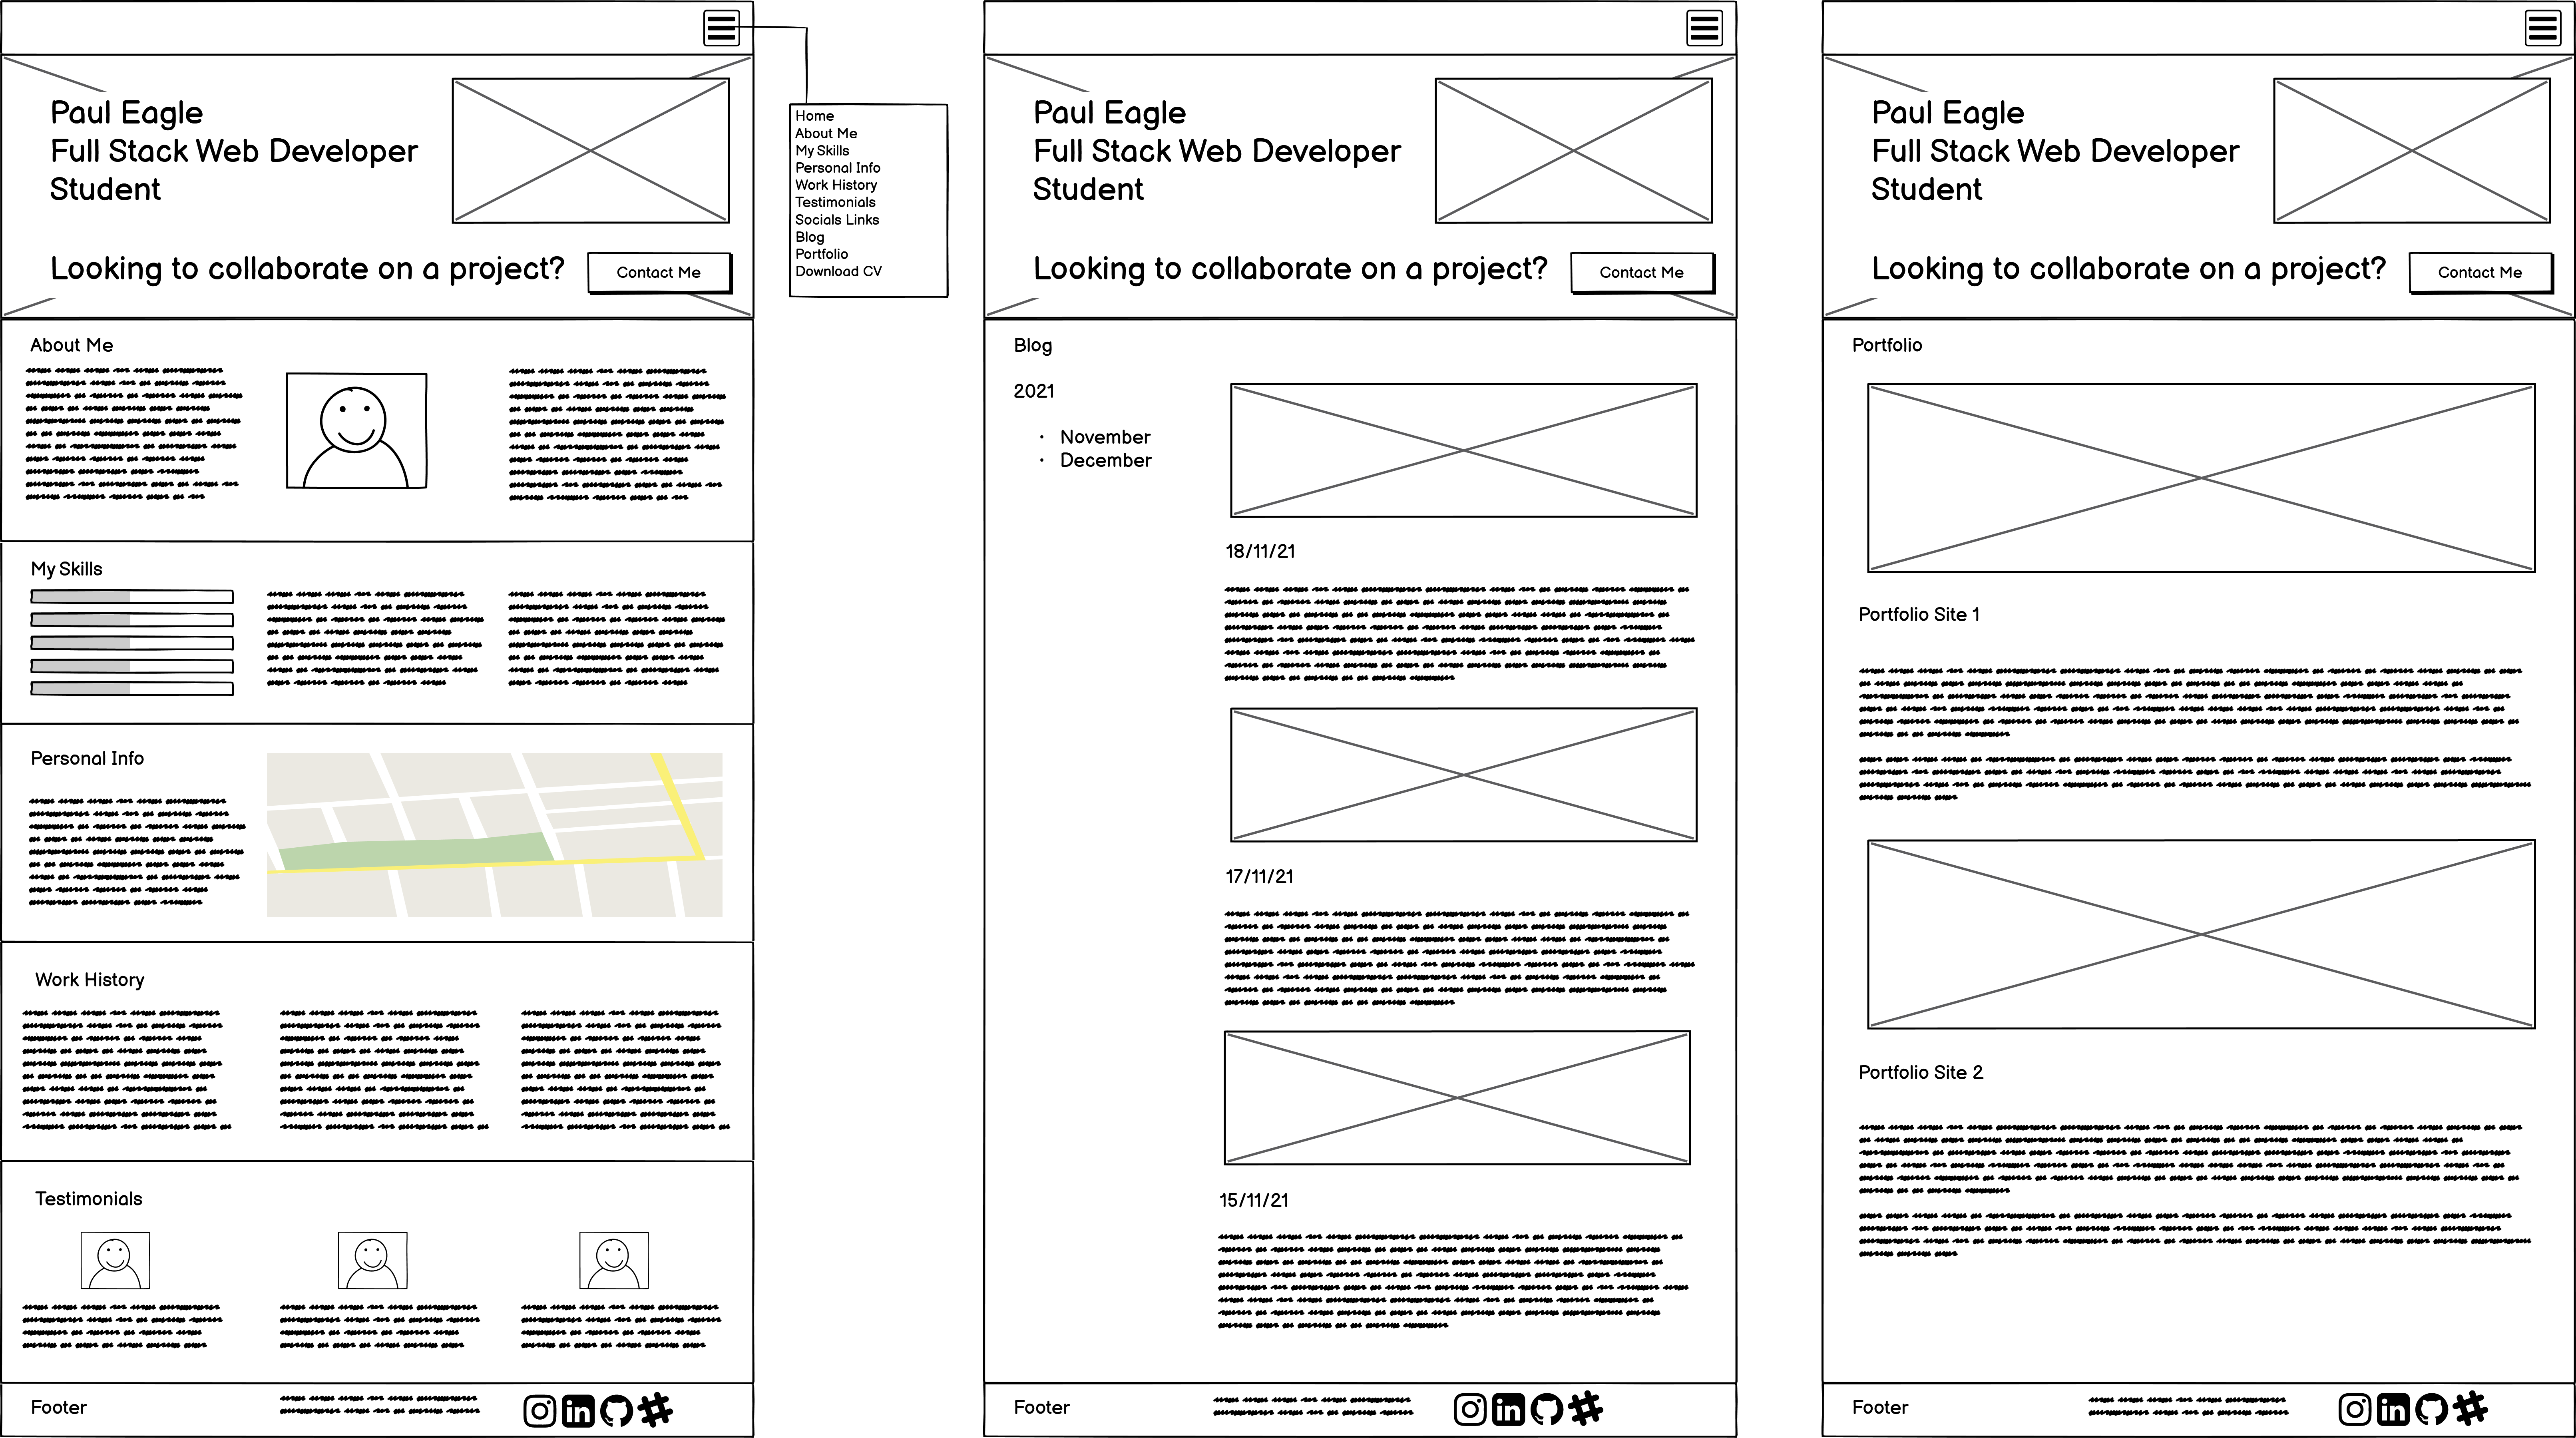 Paul Eagle
Full Stack Web Developer
Student
Looking to collaborate on a project?
Contact Me
About Me
My Skills
Personal Info
Work History
Testimonials
Footer
Home
About Me
My Skills
Personal Info
Work History
Testimonials
Socials Links
Blog
Portfolio
Download CV
Paul Eagle
Full Stack Web Developer
Student
Looking to collaborate on a project?
Contact Me
Blog
2021
• November
• December
18/11/21
17/11/21
15/11/21
Footer
Paul Eagle
Full Stack Web Developer
Student
Looking to collaborate on a project?
Contact Me
Portfolio
Portfolio Site 1
Portfolio Site 2
Footer